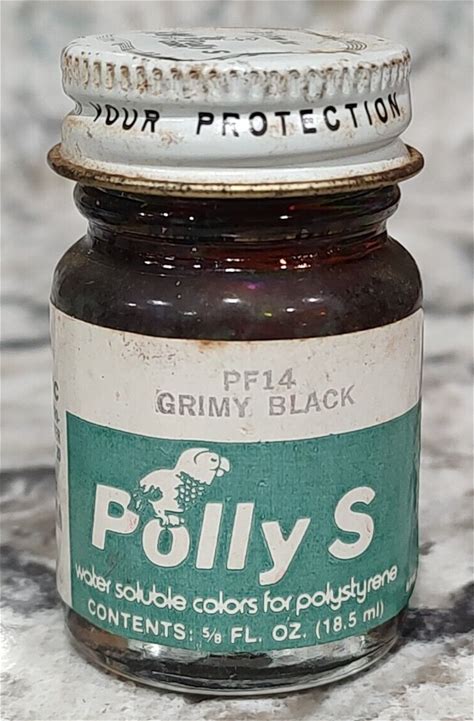 YOUR PROTECTION
PF14
GRIMY BLACK
Polly S
water soluble colors for polystyrene
CONTENTS: 5/8 FL. OZ. (18.5 ml)